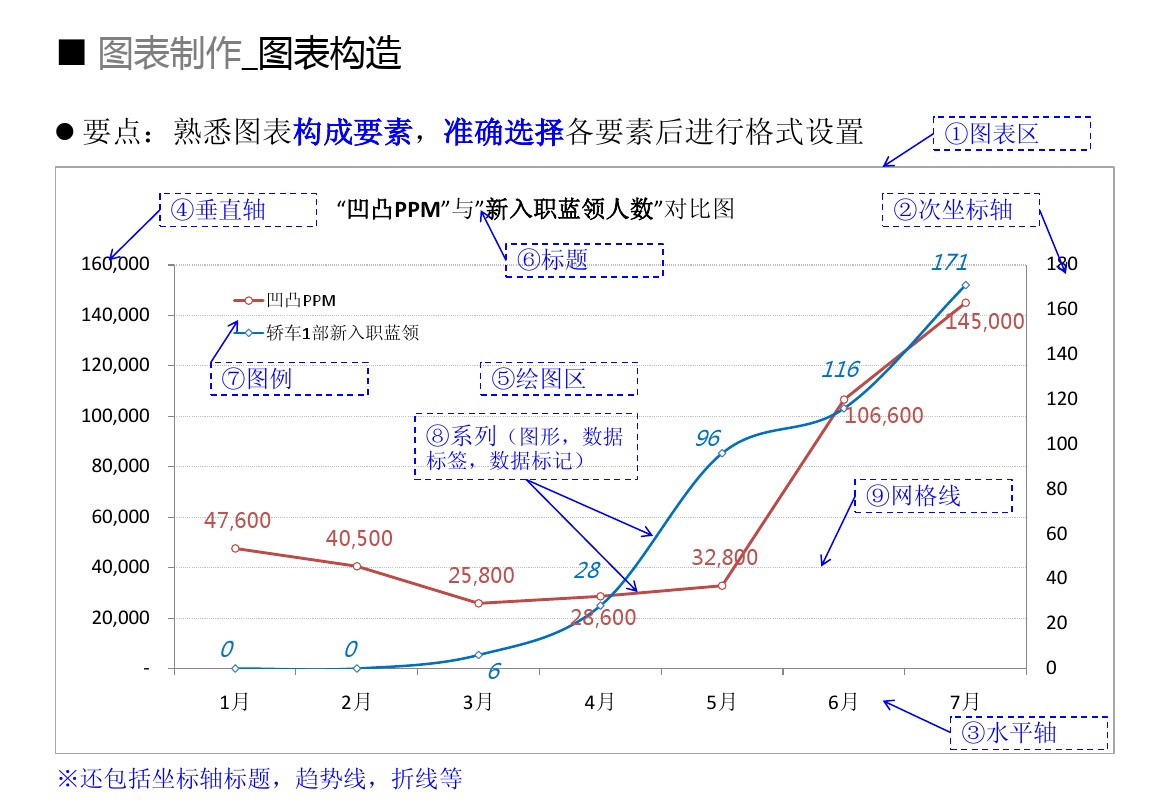 ■ 图表制作_图表构造
● 要点：熟悉图表构成要素，准确选择各要素后进行格式设置
①图表区
④垂直轴
“凹凸PPM”与”新入职蓝领人数”对比图
②次坐标轴
⑥标题
160,000
140,000
120,000
100,000
80,000
60,000
40,000
20,000
-
凹凸PPM
轿车1部新入职蓝领
⑦图例
⑤绘图区
⑧系列（图形，数据
标签，数据标记）
⑨网格线
47,600
40,500
25,800
28,600
32,800
106,600
145,000
0
0
6
28
96
116
171
180
160
140
120
100
80
60
40
20
0
1月
2月
3月
4月
5月
6月
7月
③水平轴
※还包括坐标轴标题，趋势线，折线等